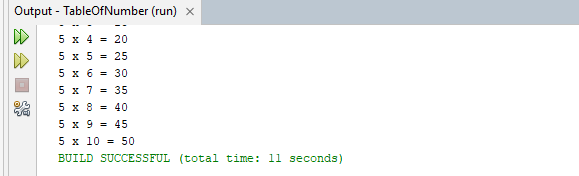 Output - TableOfNumber (run) ×
5 x 4 = 20
5 x 5 = 25
5 x 6 = 30
5 x 7 = 35
5 x 8 = 40
5 x 9 = 45
5 x 10 = 50
BUILD SUCCESSFUL (total time: 11 seconds)